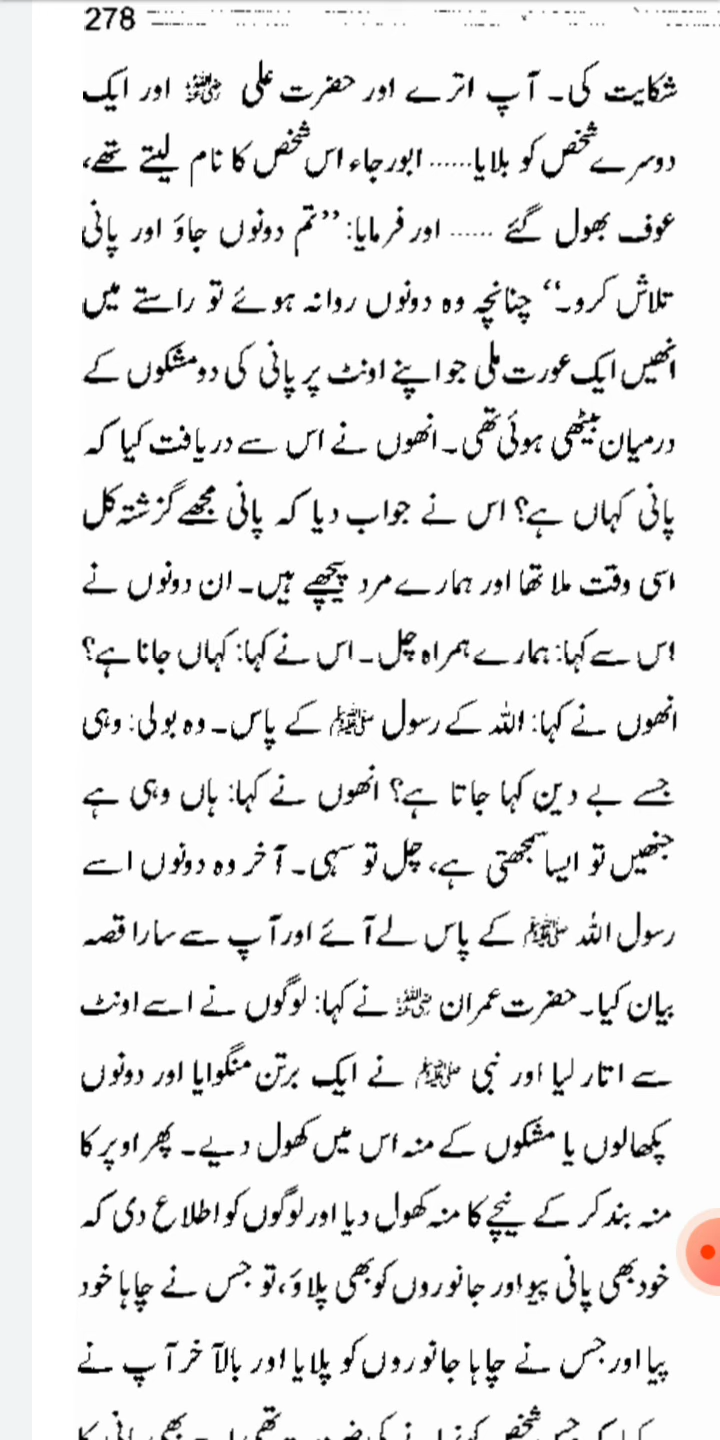 278
شکایت کی۔ آپ اترے اور حضرت علی رضی اللہ عنہ اور ایک
دوسرے شخص کو بلایا...... ابورجاء اس شخص کا نام لیتے تھے،
عوف بھول گئے ...... اور فرمایا: ”تم دونوں جاؤ اور پانی
تلاش کرو۔“ چنانچہ وہ دونوں روانہ ہوئے تو راستے میں
انھیں ایک عورت ملی جو اپنے اونٹ پر پانی کی دو مشکوں کے
درمیان بیٹھی ہوئی تھی۔ انھوں نے اس سے دریافت کیا کہ
پانی کہاں ہے؟ اس نے جواب دیا کہ پانی مجھے گزشتہ کل
اسی وقت ملا تھا اور ہمارے مرد پیچھے ہیں۔ ان دونوں نے
اس سے کہا: ہمارے ہمراہ چل۔ اس نے کہا: کہاں جانا ہے؟
انھوں نے کہا: اللہ کے رسول ﷺ کے پاس۔ وہ بولی: وہی
جسے بے دین کہا جاتا ہے؟ انھوں نے کہا: ہاں وہی ہے
جنھیں تو ایسا سمجھتی ہے، چل تو سہی۔ آخر وہ دونوں اسے
رسول اللہ ﷺ کے پاس لے آئے اور آپ سے سارا قصہ
بیان کیا۔ حضرت عمران رضی اللہ عنہ نے کہا: لوگوں نے اسے اونٹ
سے اتار لیا اور نبی ﷺ نے ایک برتن منگوایا اور دونوں
پکھالوں یا مشکوں کے منہ اس میں کھول دیے۔ پھر اوپر کا
منہ بند کر کے نیچے کا منہ کھول دیا اور لوگوں کو اطلاع دی کہ
خود بھی پانی پیو اور جانوروں کو بھی پلاؤ، تو جس نے چاہا خود
پیا اور جس نے چاہا جانوروں کو پلایا اور بالآخر آپ نے